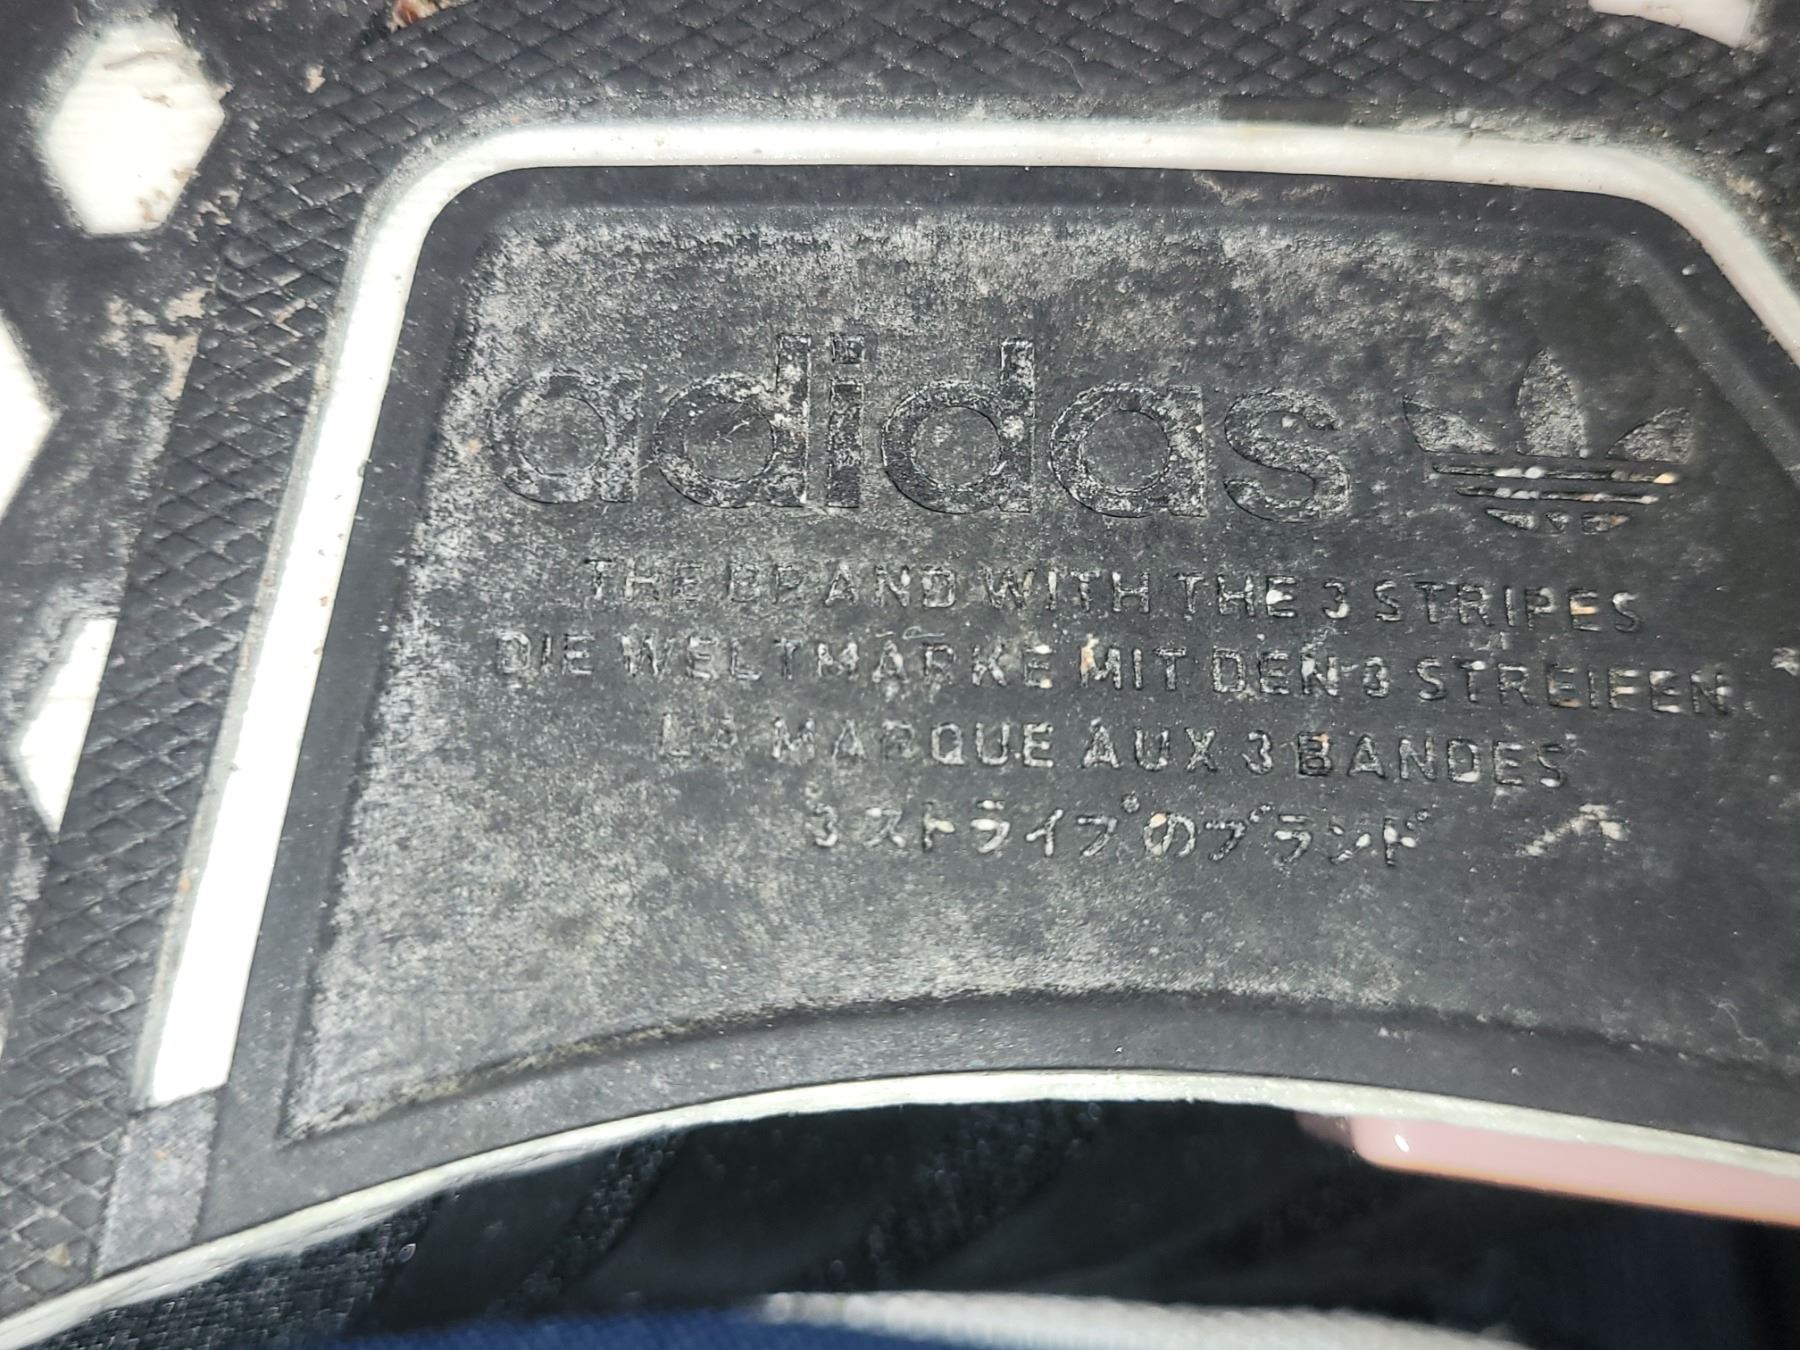 adidas
THE BRAND WITH THE 3 STRIPES
DIE WELTMARKE MIT DEN 3 STREIFEN
LA MARQUE AUX 3 BANDES
3 ストライプのブランド